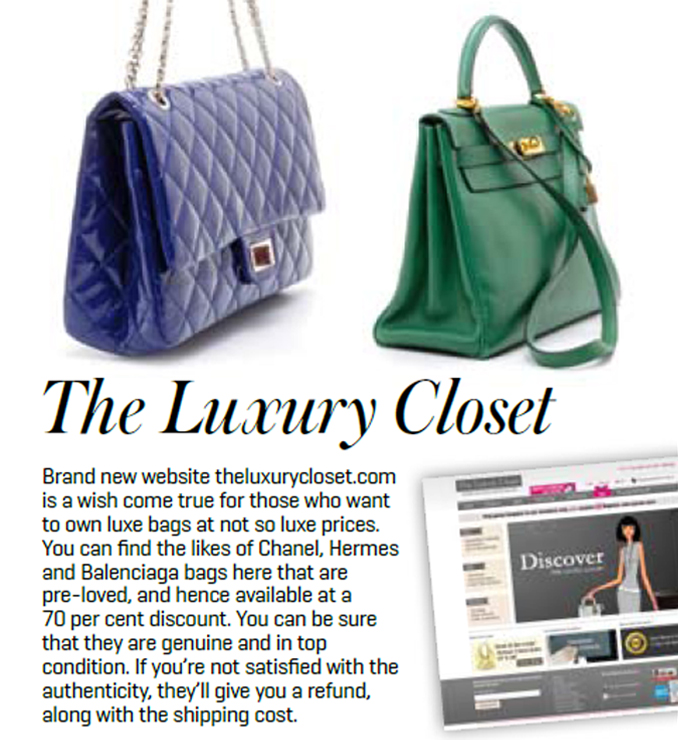 The Luxury Closet
Brand new website theluxurycloset.com
is a wish come true for those who want
to own luxe bags at not so luxe prices.
You can find the likes of Chanel, Hermes
and Balenciaga bags here that are
pre-loved, and hence available at a
70 per cent discount. You can be sure
that they are genuine and in top
condition. If you’re not satisfied with the
authenticity, they’ll give you a refund,
along with the shipping cost.
Discover